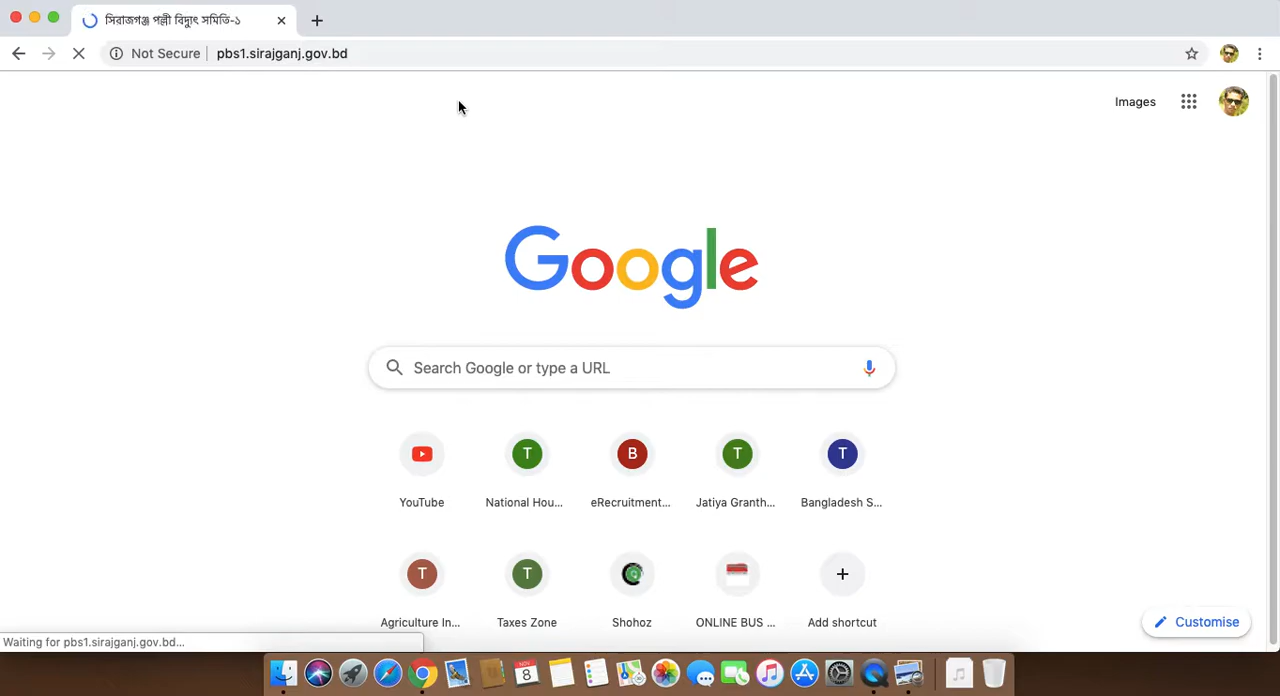 সিরাজগঞ্জ পল্লী বিদ্যুৎ সমিতি-১
Not Secure
pbs1.sirajganj.gov.bd
Images
Google
Search Google or type a URL
YouTube
National Hou...
eRecruitment...
Jatiya Granth...
Bangladesh S...
T
B
T
T
T
T
Agriculture In...
Taxes Zone
Shohoz
ONLINE BUS ...
Add shortcut
Customise
Waiting for pbs1.sirajganj.gov.bd...
NOV
8